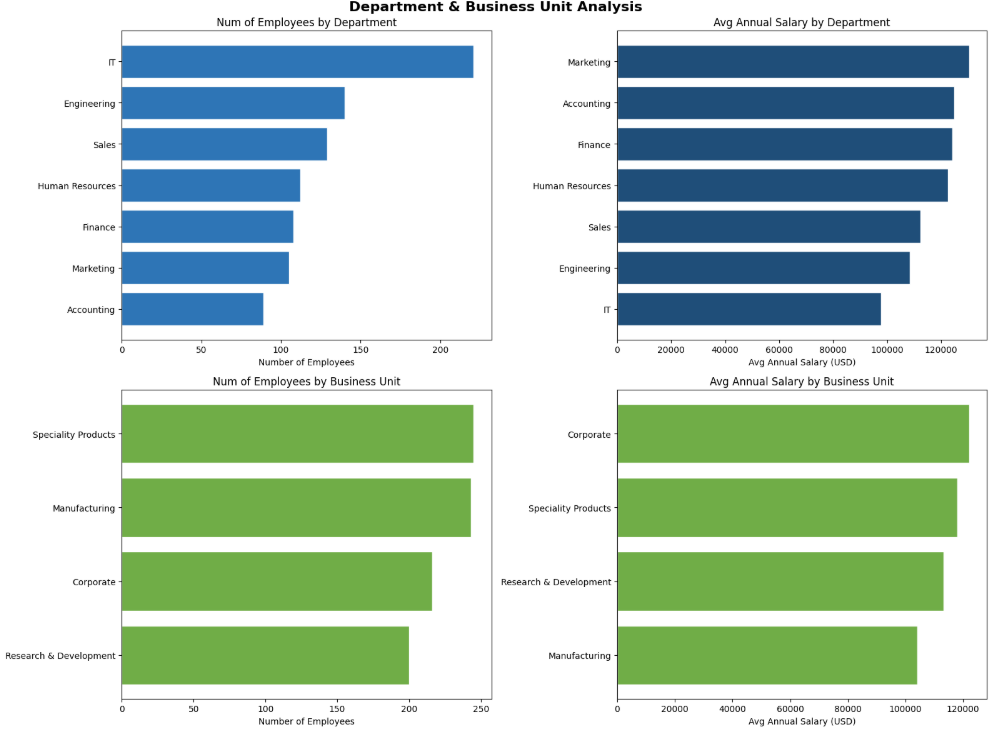 Department & Business Unit Analysis
Num of Employees by Department
IT
Engineering
Sales
Human Resources
Finance
Marketing
Accounting
0 50 100 150 200
Number of Employees
Avg Annual Salary by Department
Marketing
Accounting
Finance
Human Resources
Sales
Engineering
IT
0 20000 40000 60000 80000 100000 120000
Avg Annual Salary (USD)
Num of Employees by Business Unit
Speciality Products
Manufacturing
Corporate
Research & Development
0 50 100 150 200 250
Number of Employees
Avg Annual Salary by Business Unit
Corporate
Speciality Products
Research & Development
Manufacturing
0 20000 40000 60000 80000 100000 120000
Avg Annual Salary (USD)